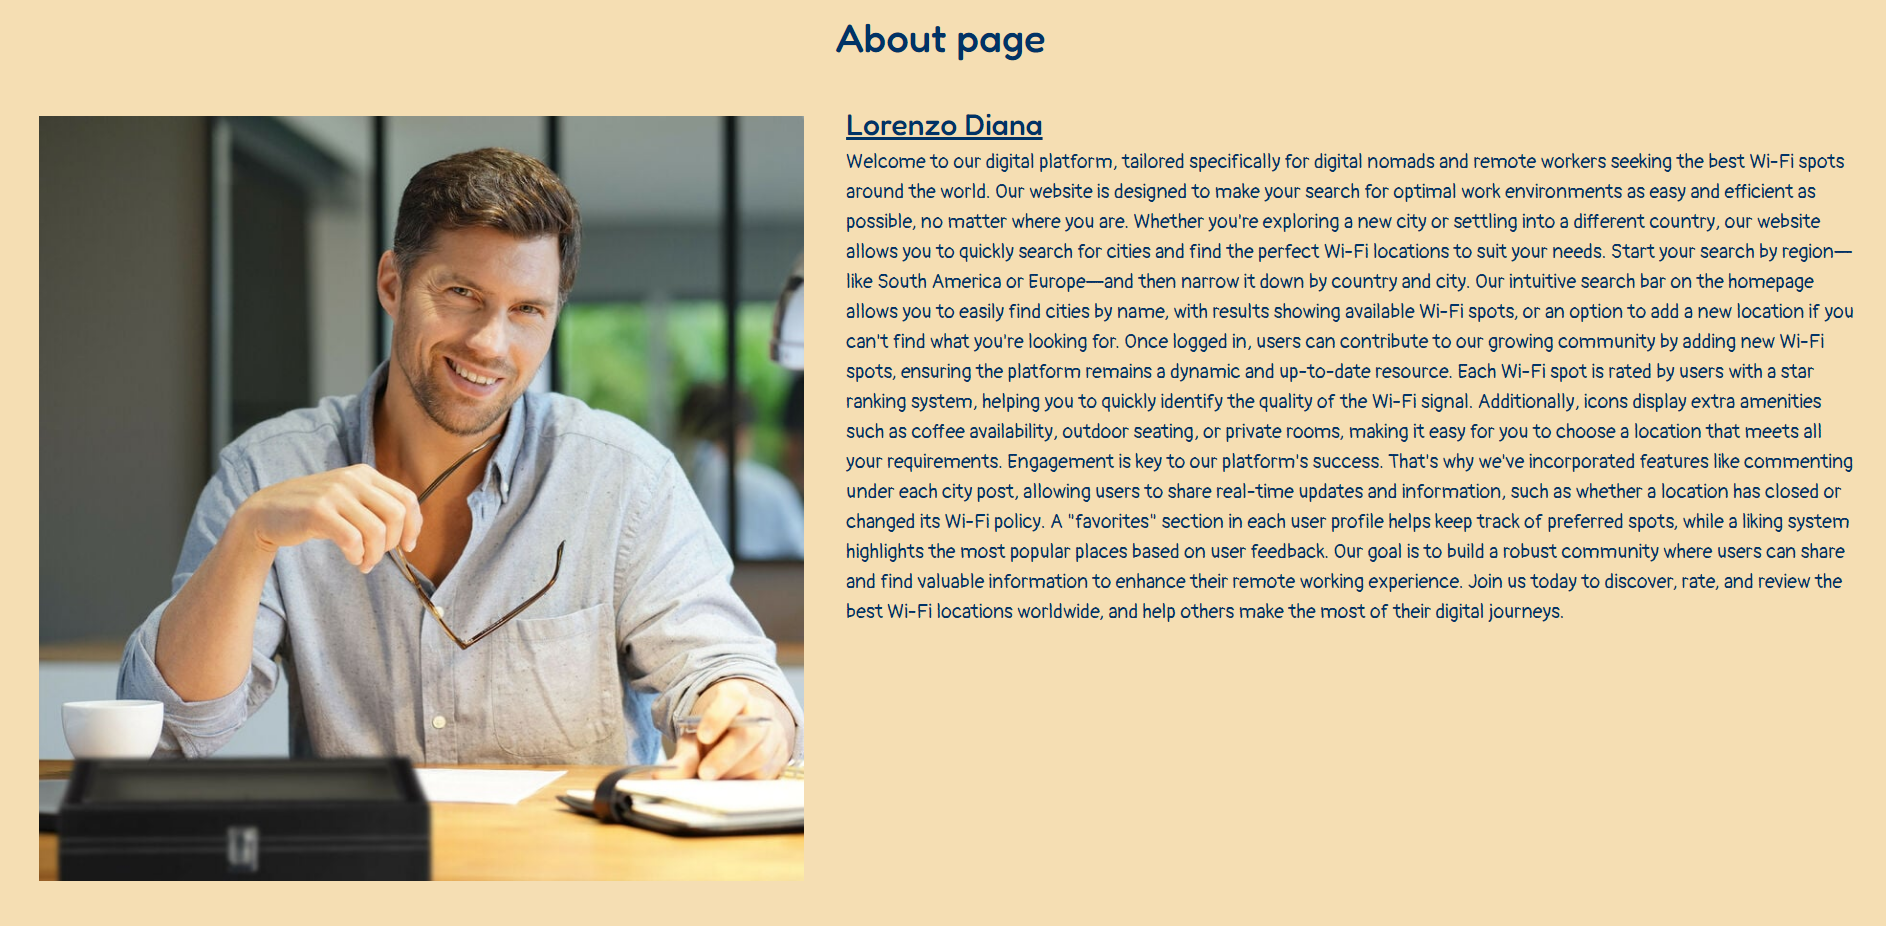 About page
Lorenzo Diana
Welcome to our digital platform, tailored specifically for digital nomads and remote workers seeking the best Wi-Fi spots
around the world. Our website is designed to make your search for optimal work environments as easy and efficient as
possible, no matter where you are. Whether you're exploring a new city or settling into a different country, our website
allows you to quickly search for cities and find the perfect Wi-Fi locations to suit your needs. Start your search by region—
like South America or Europe—and then narrow it down by country and city. Our intuitive search bar on the homepage
allows you to easily find cities by name, with results showing available Wi-Fi spots, or an option to add a new location if you
can't find what you're looking for. Once logged in, users can contribute to our growing community by adding new Wi-Fi
spots, ensuring the platform remains a dynamic and up-to-date resource. Each Wi-Fi spot is rated by users with a star
ranking system, helping you to quickly identify the quality of the Wi-Fi signal. Additionally, icons display extra amenities
such as coffee availability, outdoor seating, or private rooms, making it easy for you to choose a location that meets all
your requirements. Engagement is key to our platform's success. That's why we've incorporated features like commenting
under each city post, allowing users to share real-time updates and information, such as whether a location has closed or
changed its Wi-Fi policy. A "favorites" section in each user profile helps keep track of preferred spots, while a liking system
highlights the most popular places based on user feedback. Our goal is to build a robust community where users can share
and find valuable information to enhance their remote working experience. Join us today to discover, rate, and review the
best Wi-Fi locations worldwide, and help others make the most of their digital journeys.